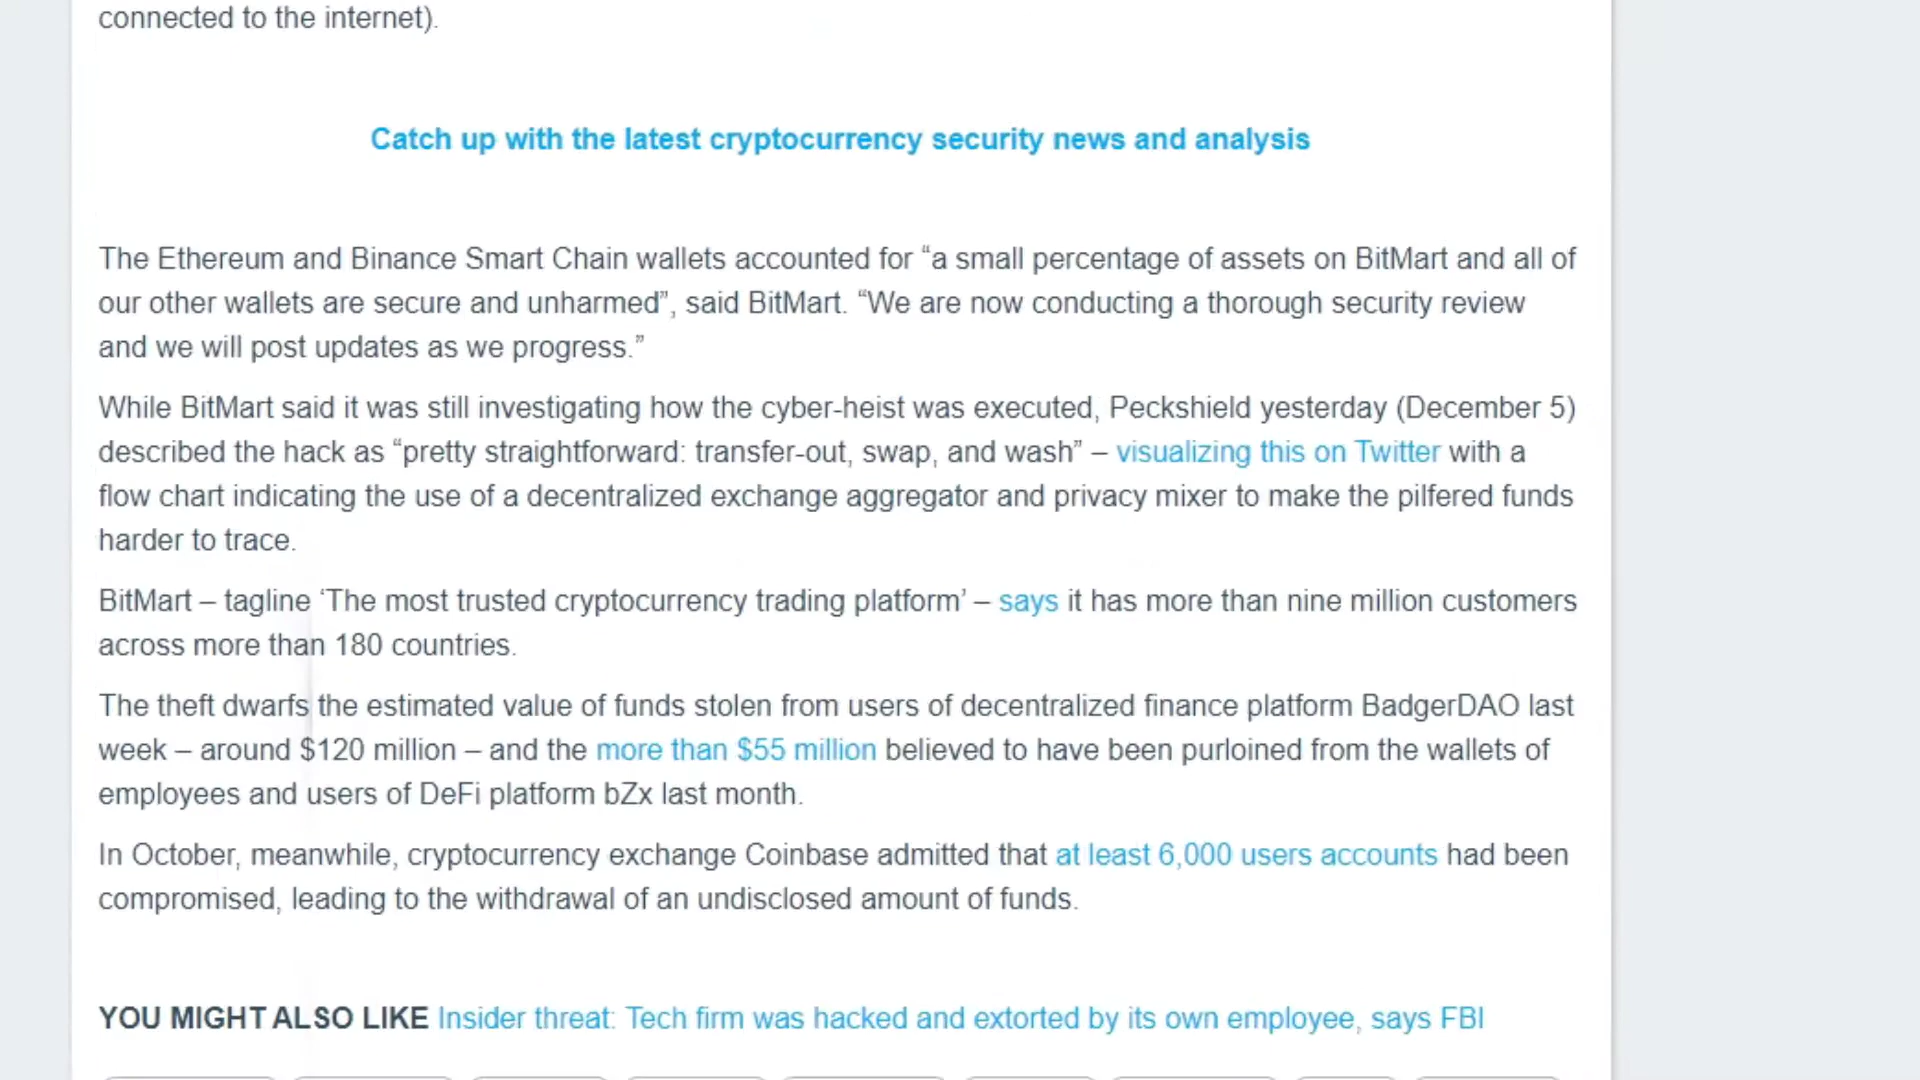 connected to the internet).
Catch up with the latest cryptocurrency security news and analysis
The Ethereum and Binance Smart Chain wallets accounted for “a small percentage of assets on BitMart and all of
our other wallets are secure and unharmed”, said BitMart. “We are now conducting a thorough security review
and we will post updates as we progress.”
While BitMart said it was still investigating how the cyber-heist was executed, Peckshield yesterday (December 5)
described the hack as “pretty straightforward: transfer-out, swap, and wash” – visualizing this on Twitter with a
flow chart indicating the use of a decentralized exchange aggregator and privacy mixer to make the pilfered funds
harder to trace.
BitMart – tagline ‘The most trusted cryptocurrency trading platform’ – says it has more than nine million customers
across more than 180 countries.
The theft dwarfs the estimated value of funds stolen from users of decentralized finance platform BadgerDAO last
week – around $120 million – and the more than $55 million believed to have been purloined from the wallets of
employees and users of DeFi platform bZx last month.
In October, meanwhile, cryptocurrency exchange Coinbase admitted that at least 6,000 users accounts had been
compromised, leading to the withdrawal of an undisclosed amount of funds.
YOU MIGHT ALSO LIKE Insider threat: Tech firm was hacked and extorted by its own employee, says FBI